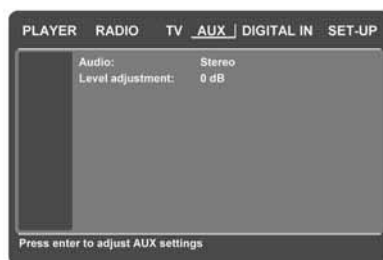 PLAYER RADIO TV AUX DIGITAL IN SET-UP
Audio: Stereo
Level adjustment: 0 dB
Press enter to adjust AUX settings